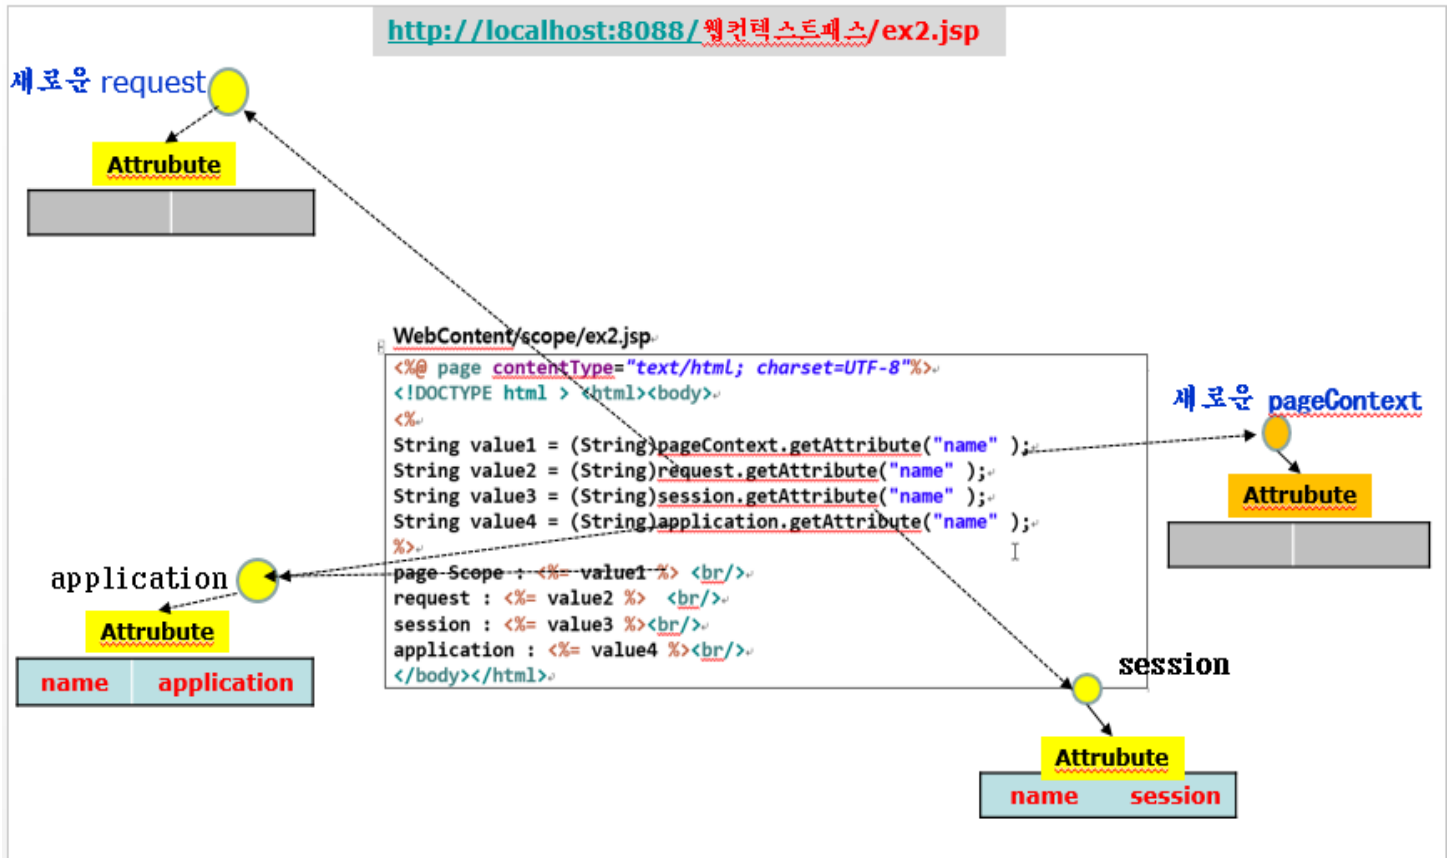 http://localhost:8088/웹컨텍스트패스/ex2.jsp
새로운 request
Attrubute
WebContent/scope/ex2.jsp
<%@ page contentType="text/html; charset=UTF-8"%>
<!DOCTYPE html > <html><body>
<%
String value1 = (String)pageContext.getAttribute("name" );
String value2 = (String)request.getAttribute("name" );
String value3 = (String)session.getAttribute("name" );
String value4 = (String)application.getAttribute("name" );
%>
page Scope : <%= value1 %> <br/>
request : <%= value2 %> <br/>
session : <%= value3 %><br/>
application : <%= value4 %><br/>
</body></html>
새로운 pageContext
Attrubute
application
Attrubute
name application
session
Attrubute
name session